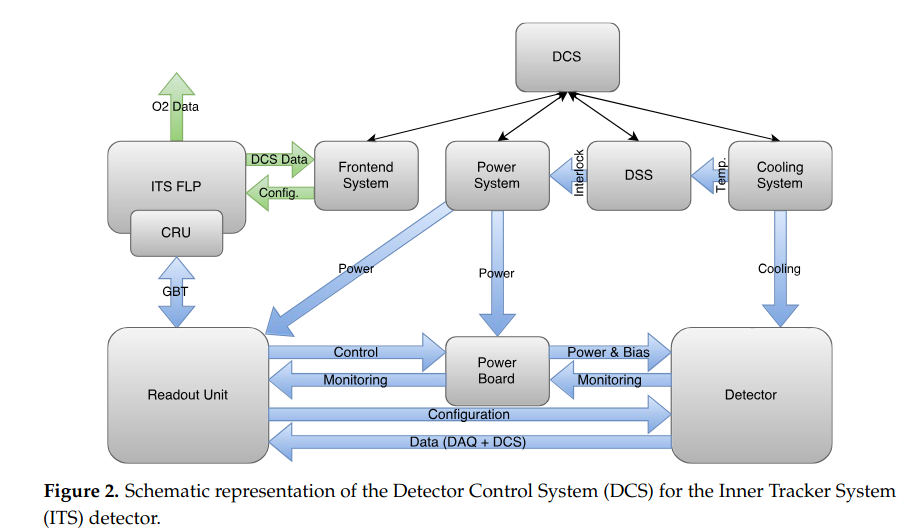 DCS
O2 Data
ITS FLP
DCS Data
Config.
Frontend
System
Power
System
Interlock
DSS
Temp.
Cooling
System
CRU
GBT
Power
Power
Cooling
Readout Unit
Control
Monitoring
Power
Board
Power & Bias
Monitoring
Configuration
Data (DAQ + DCS)
Detector
Figure 2. Schematic representation of the Detector Control System (DCS) for the Inner Tracker System
(ITS) detector.